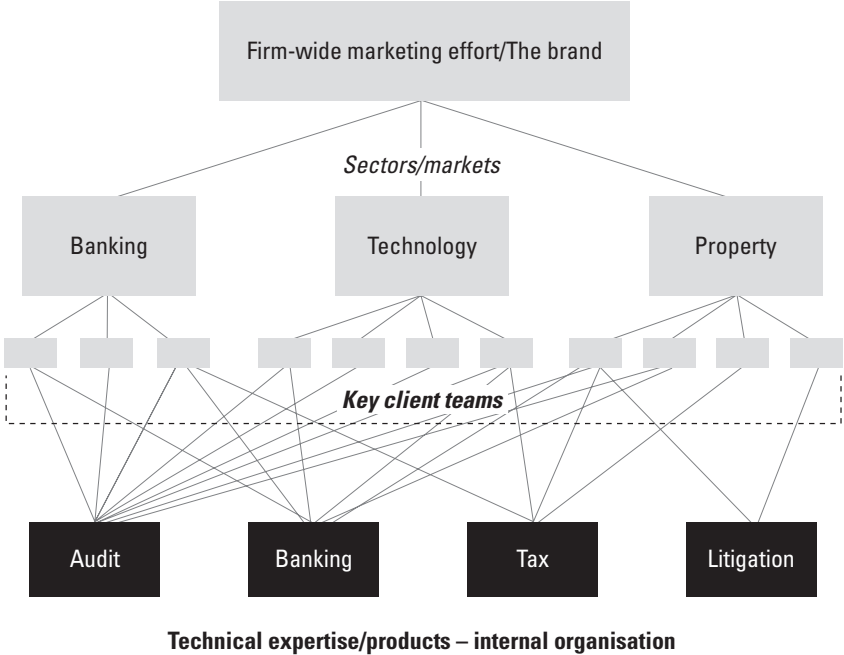 Firm-wide marketing effort/The brand
Sectors/markets
Banking
Technology
Property
Key client teams
Audit
Banking
Tax
Litigation
Technical expertise/products – internal organisation